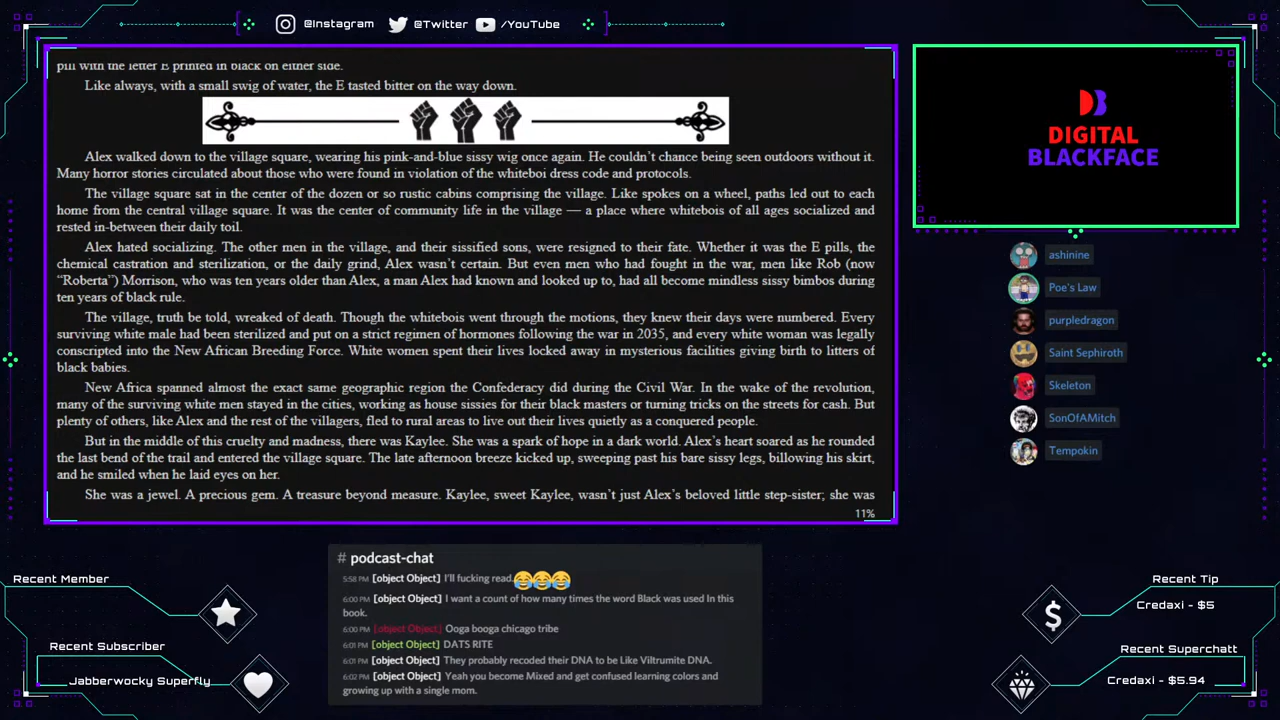 @Instagram @Twitter /YouTube
pill with the letter E printed in black on either side.
Like always, with a small swig of water, the E tasted bitter on the way down.
Alex walked down to the village square, wearing his pink-and-blue sissy wig once again. He couldn't chance being seen outdoors without it.
Many horror stories circulated about those who were found in violation of the whiteboi dress code and protocols.
The village square sat in the center of the dozen or so rustic cabins comprising the village. Like spokes on a wheel, paths led out to each
home from the central village square. It was the center of community life in the village — a place where whitebois of all ages socialized and
rested in-between their daily toil.
Alex hated socializing. The other men in the village, and their sissified sons, were resigned to their fate. Whether it was the E pills, the
chemical castration and sterilization, or the daily grind, Alex wasn't certain. But even men who had fought in the war, men like Rob (now
“Roberta”) Morrison, who was ten years older than Alex, a man Alex had known and looked up to, had all become mindless sissy bimbos during
ten years of black rule.
The village, truth be told, wreaked of death. Though the whitebois went through the motions, they knew their days were numbered. Every
surviving white male had been sterilized and put on a strict regimen of hormones following the war in 2035, and every white woman was legally
conscripted into the New African Breeding Force. White women spent their lives locked away in mysterious facilities giving birth to litters of
black babies.
New Africa spanned almost the exact same geographic region the Confederacy did during the Civil War. In the wake of the revolution,
many of the surviving white men stayed in the cities, working as house sissies for their black masters or turning tricks on the streets for cash. But
plenty of others, like Alex and the rest of the villagers, fled to rural areas to live out their lives quietly as a conquered people.
But in the middle of this cruelty and madness, there was Kaylee. She was a spark of hope in a dark world. Alex's heart soared as he rounded
the last bend of the trail and entered the village square. The late afternoon breeze kicked up, sweeping past his bare sissy legs, billowing his skirt,
and he smiled when he laid eyes on her.
She was a jewel. A precious gem. A treasure beyond measure. Kaylee, sweet Kaylee, wasn't just Alex's beloved little step-sister; she was
11%
DB
DIGITAL
BLACKFACE
ashinine
Poe's Law
purpledragon
Saint Sephiroth
Skeleton
SonOfAMitch
Tempokin
# podcast-chat
5:58 PM [object Object] I'll fucking read.😂😂😂
6:00 PM [object Object] I want a count of how many times the word Black was used In this
book.
6:00 PM [object Object] Ooga booga chicago tribe
6:01 PM [object Object] DATS RITE
6:01 PM [object Object] They probably recoded their DNA to be Like Viltrumite DNA.
6:02 PM [object Object] Yeah you become Mixed and get confused learning colors and
growing up with a single mom.
Recent Member
Recent Subscriber
Jabberwocky Superfly
Recent Tip
Credaxi - $5
$
Recent Superchatt
Credaxi - $5.94